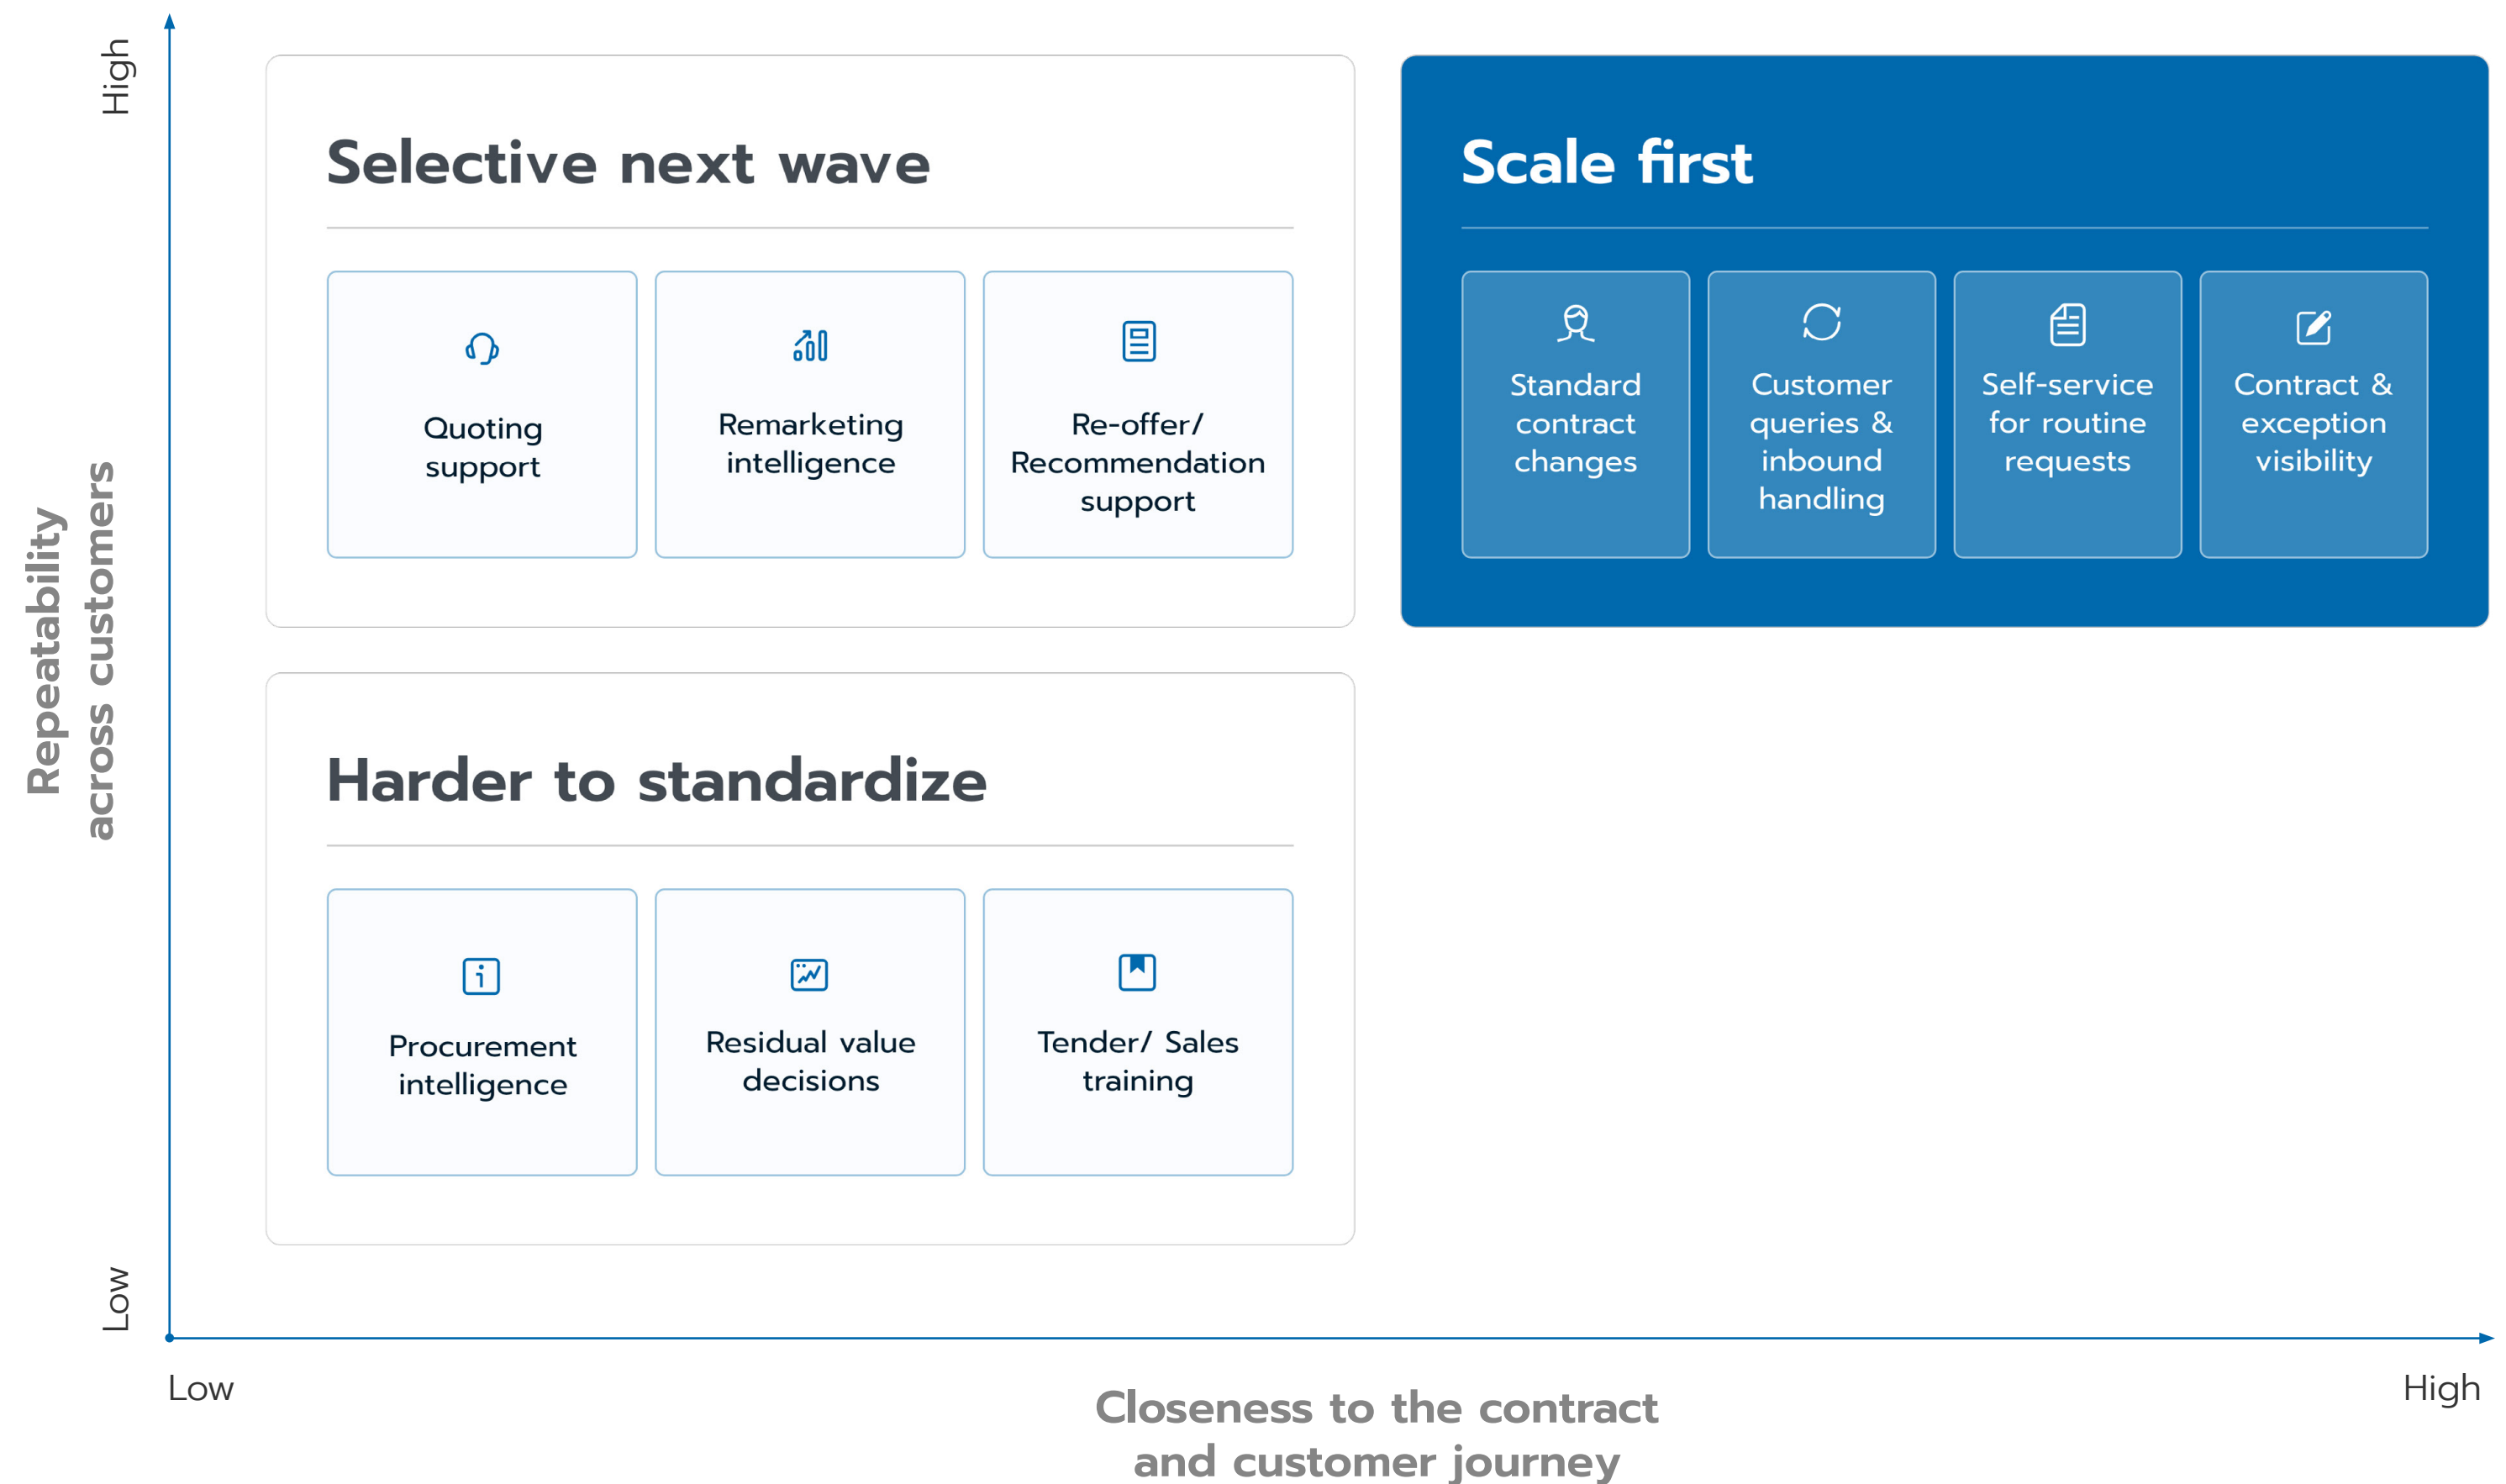 High
Repeatability
across customers
Low
Selective next wave
Quoting
support
Remarketing
intelligence
Re-offer/
Recommendation
support
Scale first
Standard
contract
changes
Customer
queries &
inbound
handling
Self-service
for routine
requests
Contract &
exception
visibility
Harder to standardize
Procurement
intelligence
Residual value
decisions
Tender/ Sales
training
Low
Closeness to the contract
and customer journey
High